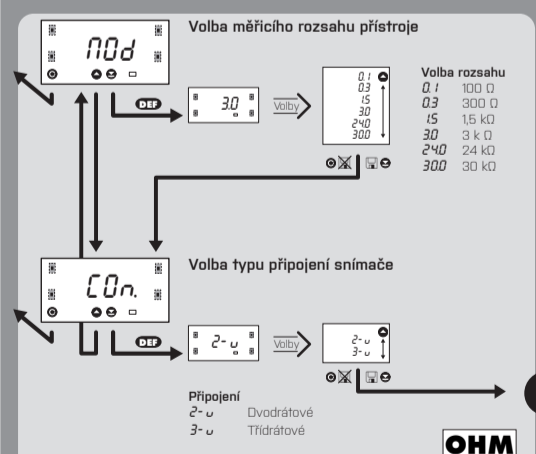 Volba měřicího rozsahu přístroje
MOd
DEF
3.0
Volby
0.1
0.3
1.5
3.0
24.0
30.0
Volba rozsahu
0.1 100 Ω
0.3 300 Ω
1.5 1,5 kΩ
3.0 3 k Ω
24.0 24 kΩ
30.0 30 kΩ
Volba typu připojení snímače
COn.
DEF
2-u
Volby
2-u
3-u
Připojení
2-u Dvodrátové
3-u Třídrátové
OHM